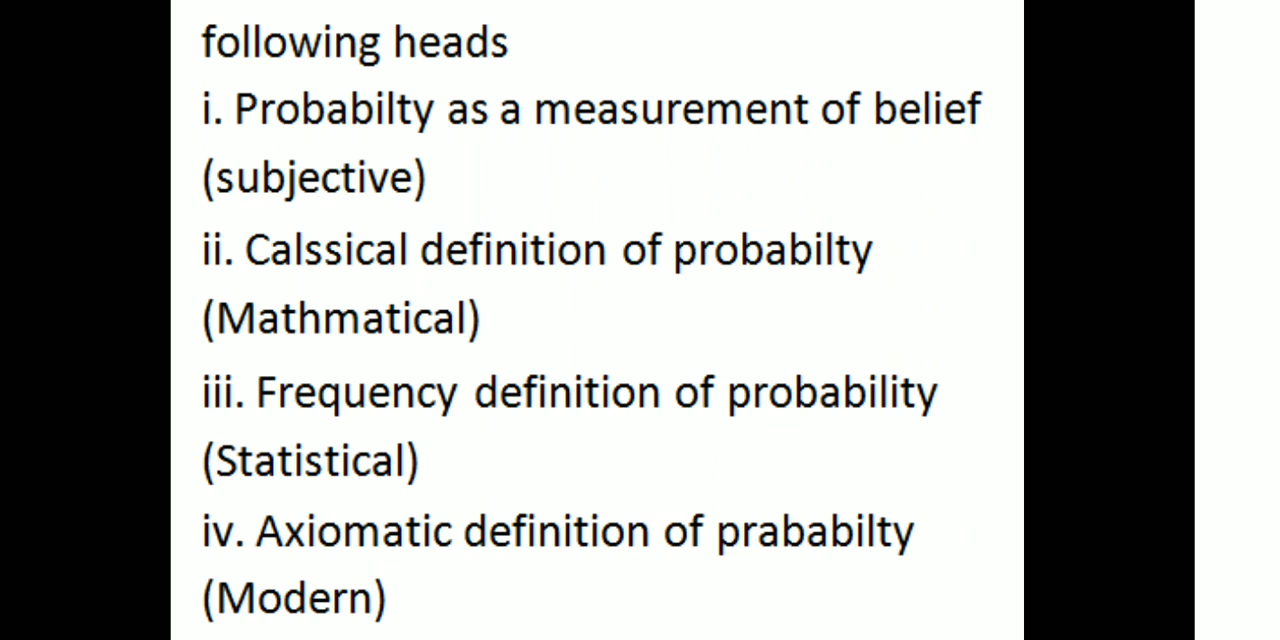 following heads
i. Probabilty as a measurement of belief
(subjective)
ii. Calssical definition of probabilty
(Mathmatical)
iii. Frequency definition of probability
(Statistical)
iv. Axiomatic definition of prababilty
(Modern)